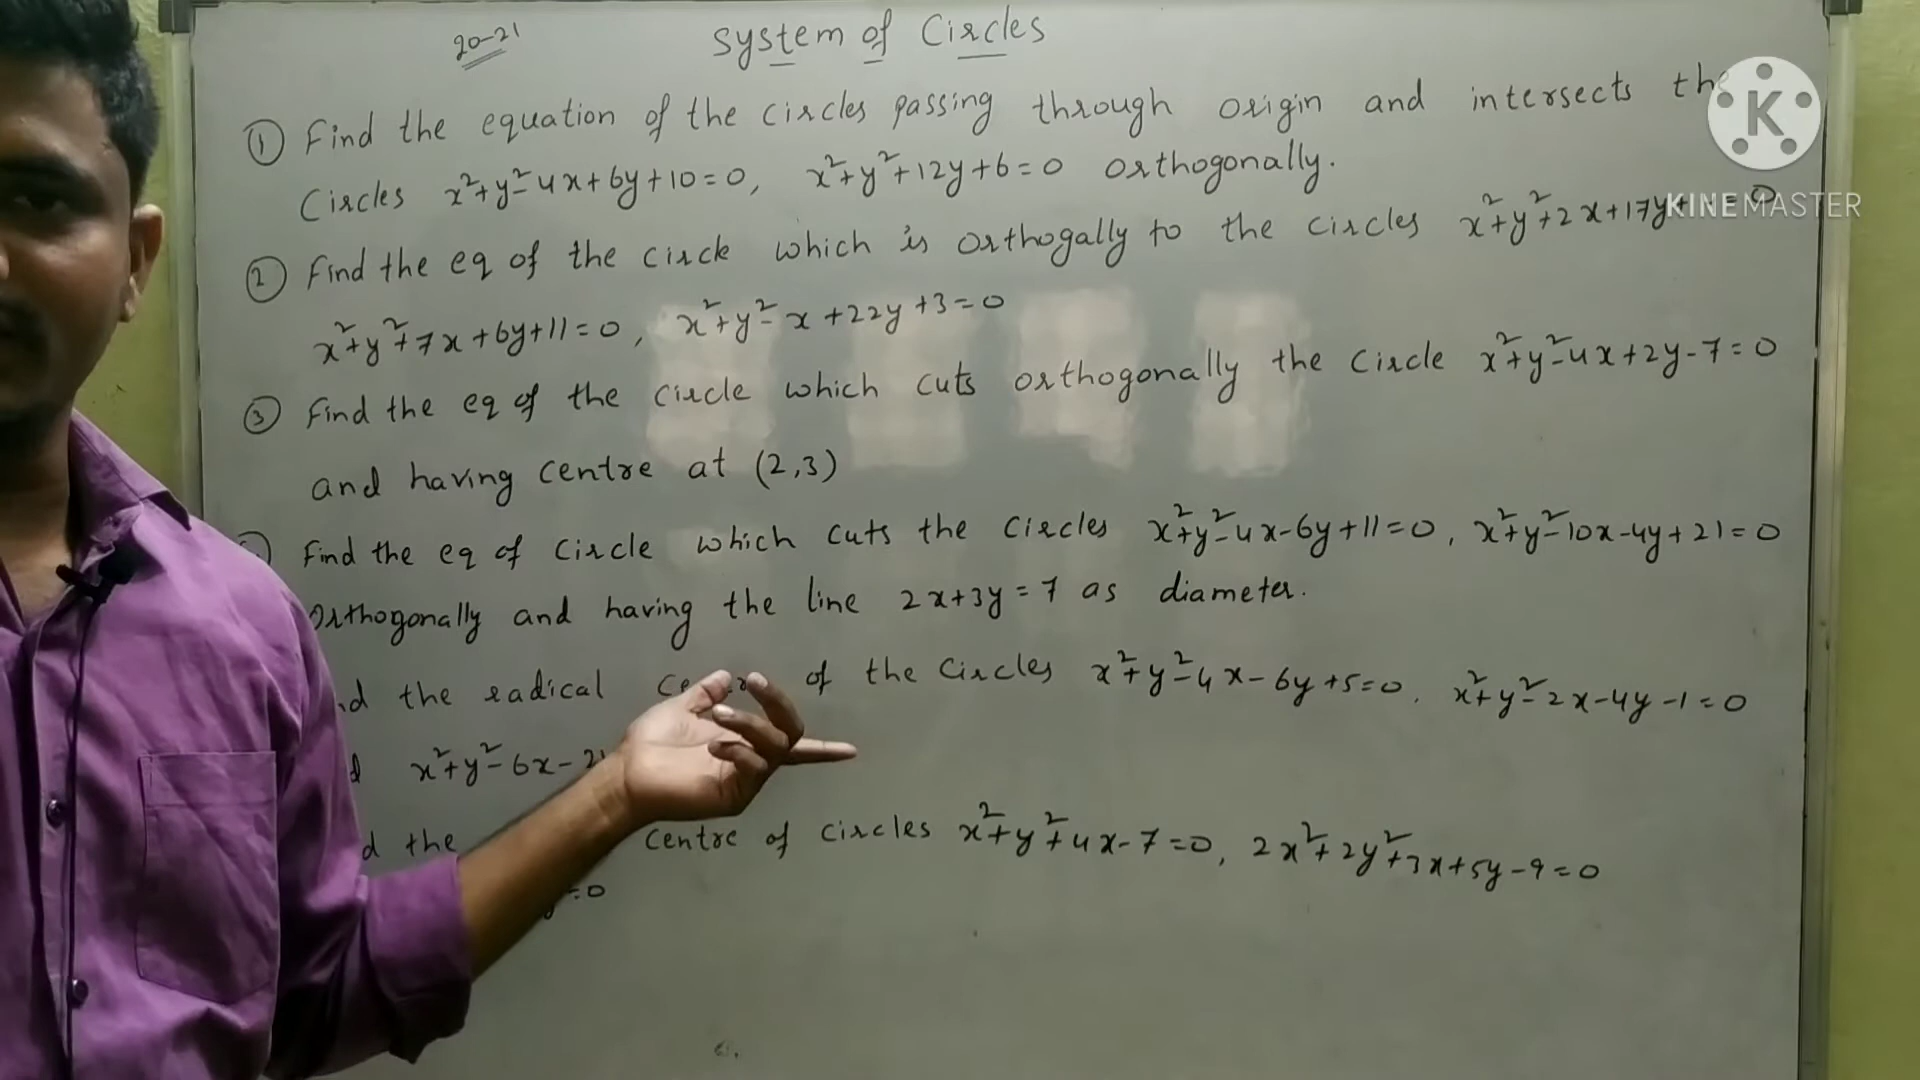 20-21
System of Circles
① Find the equation of the circles passing through origin and intersects the
Circles x²+y²-4x+6y+10=0, x²+y²+12y+6=0 orthogonally.
② Find the eq of the circle which is orthogally to the circles x²+y²+2x+17y+ =0
x²+y²+7x+6y+11=0, x²+y²-x+22y+3=0
③ Find the eq of the circle which cuts orthogonally the circle x²+y²-4x+2y-7=0
and having centre at (2,3)
Find the eq of circle which cuts the circles x²+y²-4x-6y+11=0, x²+y²-10x-4y+21=0
orthogonally and having the line 2x+3y=7 as diameter.
the radical of the circles x²+y²-4x-6y+5=0, x²+y²-2x-4y-1=0
x²+y²-6x-2
the centre of circles x²+y²+4x-7=0, 2x²+2y²+3x+5y-9=0
=0
K
KINEMASTER